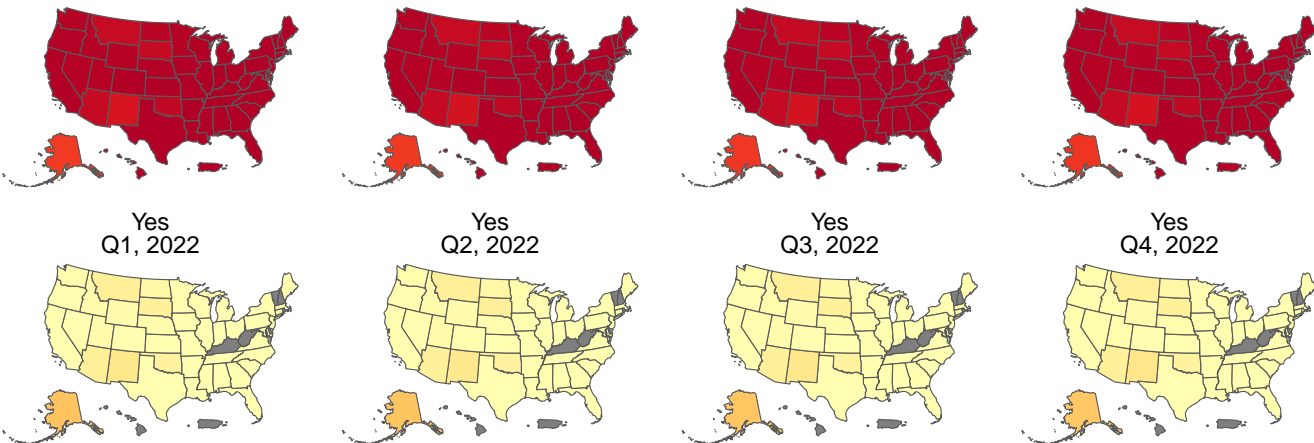 Yes
Q1, 2022
Yes
Q2, 2022
Yes
Q3, 2022
Yes
Q4, 2022